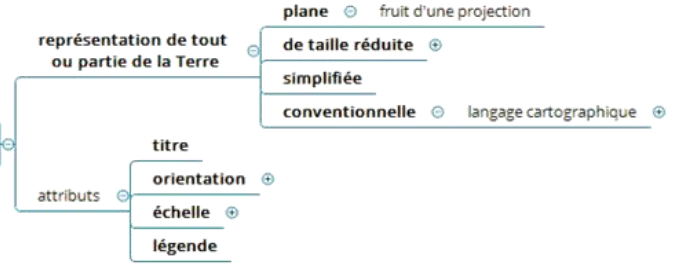 plane
fruit d'une projection
représentation de tout
ou partie de la Terre
de taille réduite
simplifiée
conventionnelle
langage cartographique
titre
attributs
orientation
échelle
légende